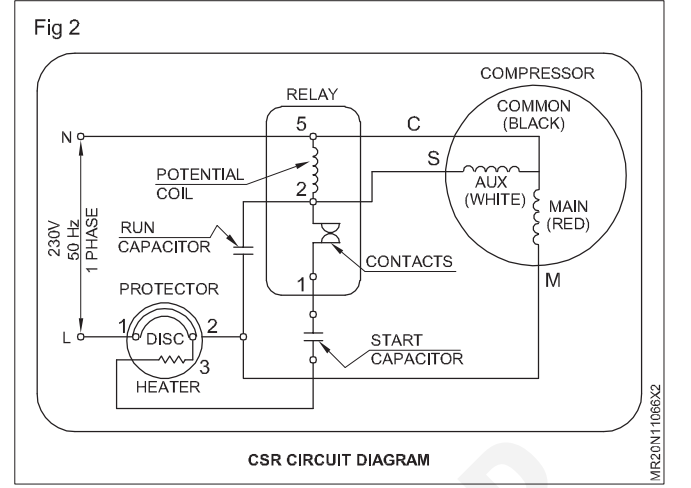 Fig 2
COMPRESSOR
RELAY
COMMON
(BLACK)
5
C
N
S
POTENTIAL
COIL
2
AUX
(WHITE)
MAIN
(RED)
230V
50 Hz
1 PHASE
RUN
CAPACITOR
CONTACTS
1
M
PROTECTOR
L
1
DISC
2
3
HEATER
START
CAPACITOR
CSR CIRCUIT DIAGRAM
MR20N11066X2